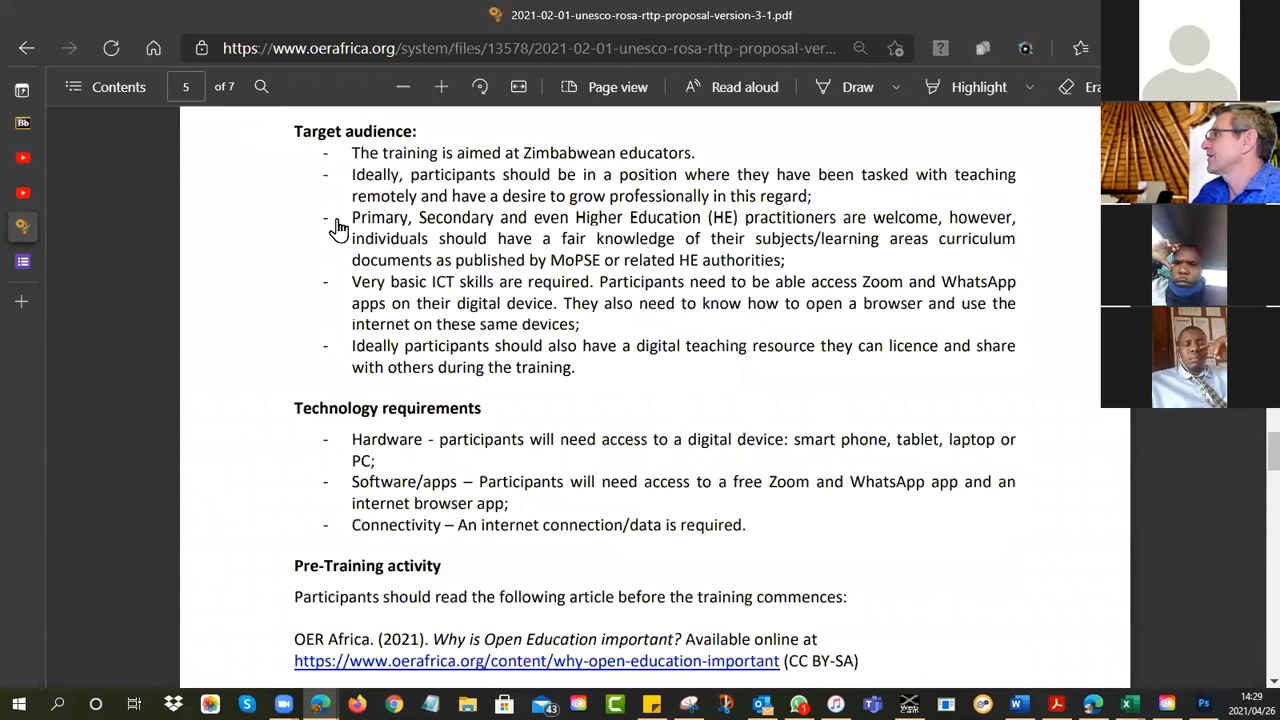 2021-02-01-unesco-rosa-rttp-proposal-version-3-1.pdf
https://www.oerafrica.org/system/files/13578/2021-02-01-unesco-rosa-rttp-proposal-ver...
Contents 5 of 7 Page view Read aloud Draw Highlight Era
Bb
Target audience:
- The training is aimed at Zimbabwean educators.
- Ideally, participants should be in a position where they have been tasked with teaching
remotely and have a desire to grow professionally in this regard;
- Primary, Secondary and even Higher Education (HE) practitioners are welcome, however,
individuals should have a fair knowledge of their subjects/learning areas curriculum
documents as published by MoPSE or related HE authorities;
- Very basic ICT skills are required. Participants need to be able access Zoom and WhatsApp
apps on their digital device. They also need to know how to open a browser and use the
internet on these same devices;
- Ideally participants should also have a digital teaching resource they can licence and share
with others during the training.
Technology requirements
- Hardware - participants will need access to a digital device: smart phone, tablet, laptop or
PC;
- Software/apps – Participants will need access to a free Zoom and WhatsApp app and an
internet browser app;
- Connectivity – An internet connection/data is required.
Pre-Training activity
Participants should read the following article before the training commences:
OER Africa. (2021). Why is Open Education important? Available online at
https://www.oerafrica.org/content/why-open-education-important (CC BY-SA)
43
1
14:29
2021/04/26